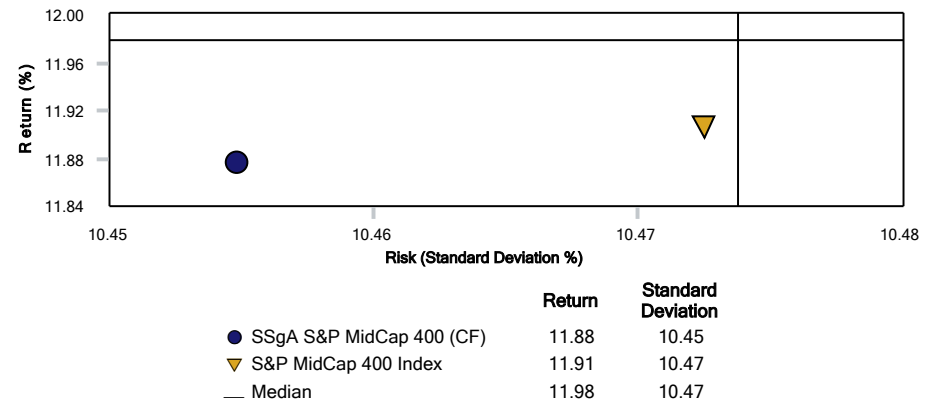 12.00
11.96
11.92
11.88
11.84
Return (%)
10.45 10.46 10.47 10.48
Risk (Standard Deviation %)
Return Standard Deviation
SSgA S&P MidCap 400 (CF) 11.88 10.45
S&P MidCap 400 Index 11.91 10.47
Median 11.98 10.47